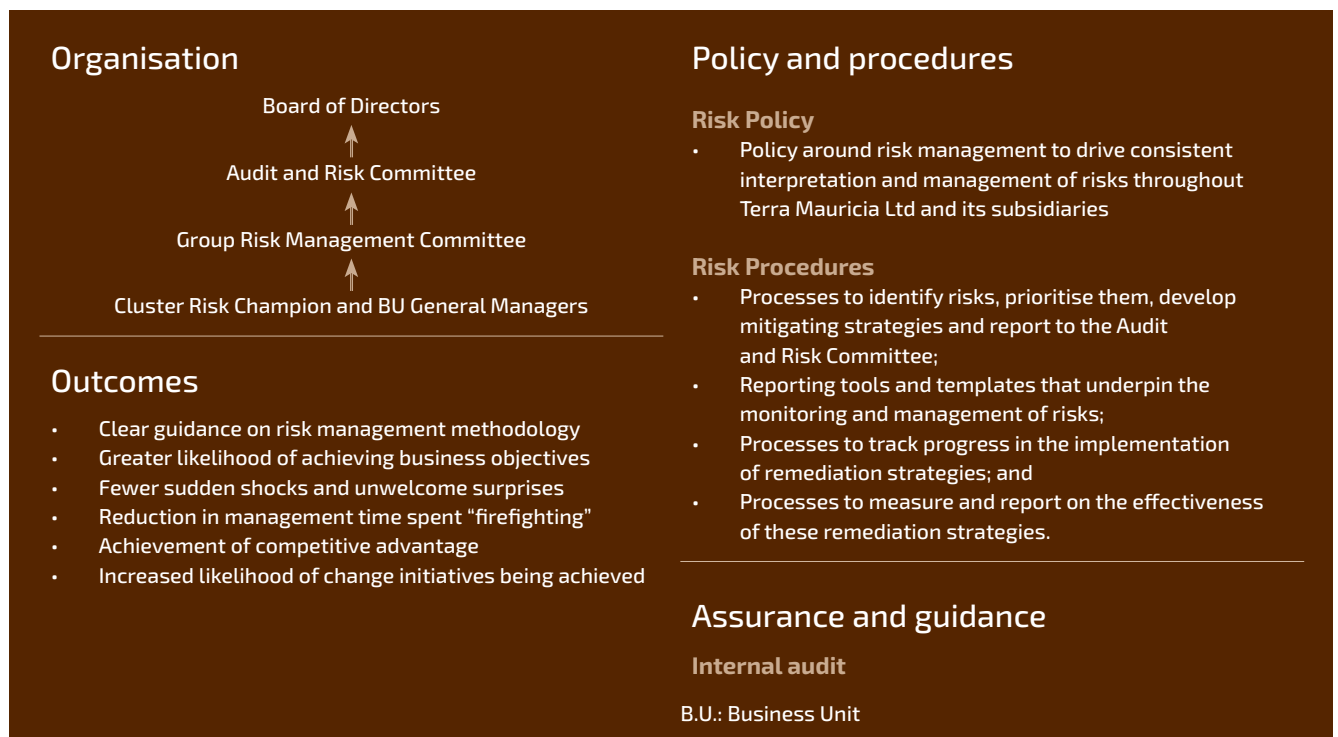 Organisation
Board of Directors
Audit and Risk Committee
Group Risk Management Committee
Cluster Risk Champion and BU General Managers
Outcomes
• Clear guidance on risk management methodology
• Greater likelihood of achieving business objectives
• Fewer sudden shocks and unwelcome surprises
• Reduction in management time spent “firefighting”
• Achievement of competitive advantage
• Increased likelihood of change initiatives being achieved
Policy and procedures
Risk Policy
• Policy around risk management to drive consistent
interpretation and management of risks throughout
Terra Mauricia Ltd and its subsidiaries
Risk Procedures
• Processes to identify risks, prioritise them, develop
mitigating strategies and report to the Audit
and Risk Committee;
• Reporting tools and templates that underpin the
monitoring and management of risks;
• Processes to track progress in the implementation
of remediation strategies; and
• Processes to measure and report on the effectiveness
of these remediation strategies.
Assurance and guidance
Internal audit
B.U.: Business Unit